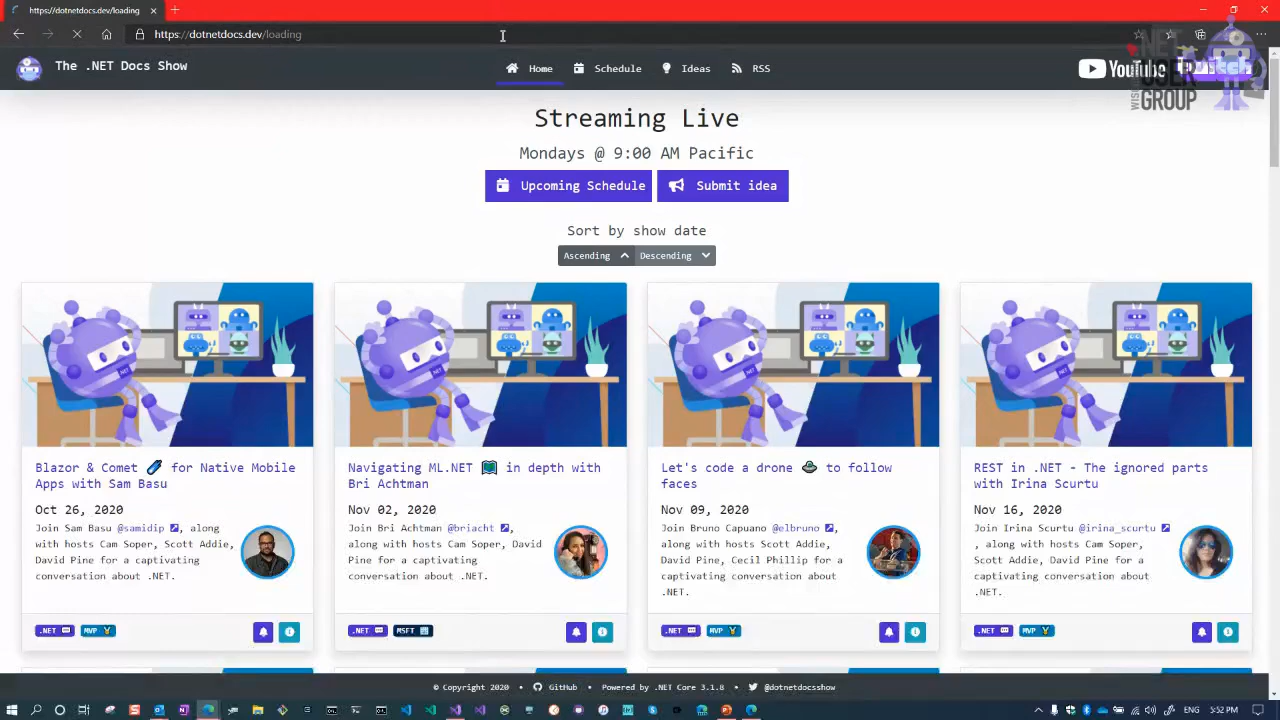 https://dotnetdocs.dev/loading
https://dotnetdocs.dev/loading
The .NET Docs Show
Home
Schedule
Ideas
RSS
YouTube
.NET
USER
GROUP
Streaming Live
Mondays @ 9:00 AM Pacific
Upcoming Schedule
Submit idea
Sort by show date
Ascending
Descending
Blazor & Comet for Native Mobile
Apps with Sam Basu
Oct 26, 2020
Join Sam Basu @samidip, along
with hosts Cam Soper, Scott Addie,
David Pine for a captivating
conversation about .NET.
.NET
MVP
Navigating ML.NET in depth with
Bri Achtman
Nov 02, 2020
Join Bri Achtman @briacht,
along with hosts Cam Soper, David
Pine for a captivating
conversation about .NET.
.NET
MSFT
Let's code a drone to follow
faces
Nov 09, 2020
Join Bruno Capuano @elbruno,
along with hosts Scott Addie,
David Pine, Cecil Phillip for a
captivating conversation about
.NET.
.NET
MVP
REST in .NET - The ignored parts
with Irina Scurtu
Nov 16, 2020
Join Irina Scurtu @irina_scurtu
, along with hosts Cam Soper,
Scott Addie, David Pine for a
captivating conversation about
.NET.
.NET
MVP
© Copyright 2020 • GitHub • Powered by .NET Core 3.1.8 • @dotnetdocsshow
5:52 PM